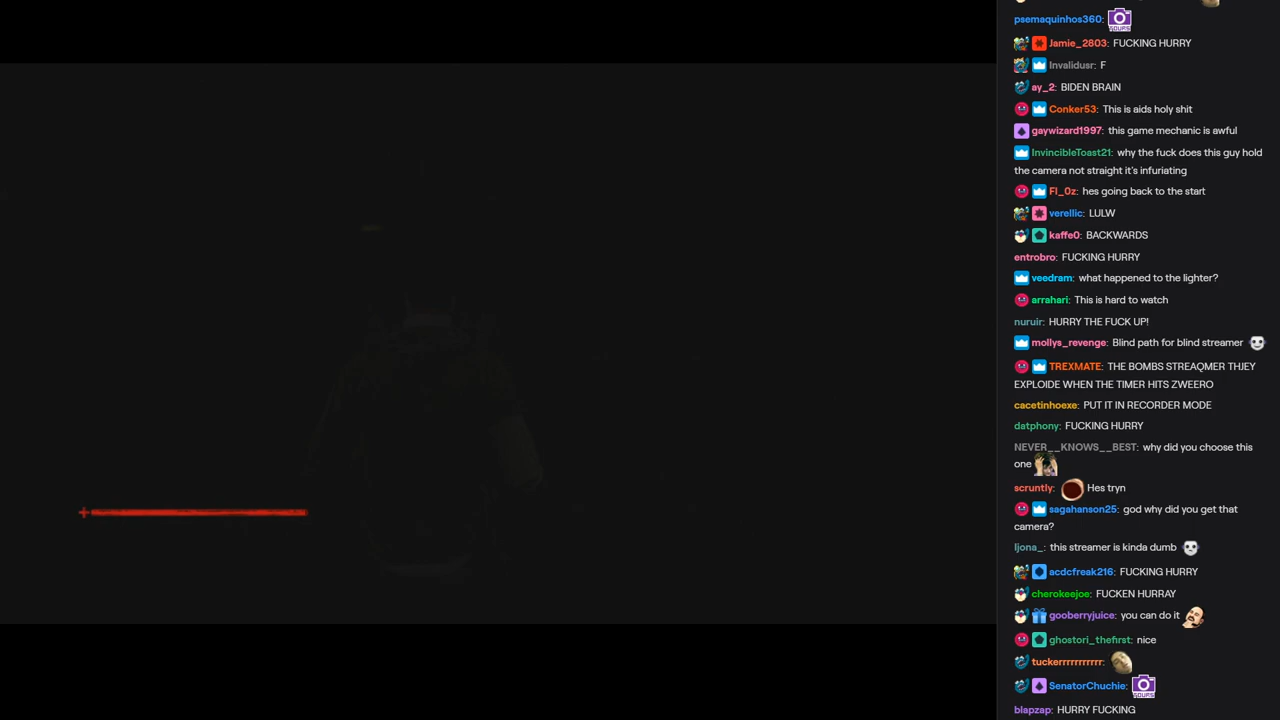 psemaquinhos360:
Jamie_2803: FUCKING HURRY
Invalidusr: F
ay_2: BIDEN BRAIN
Conker53: This is aids holy shit
gaywizard1997: this game mechanic is awful
InvincibleToast21: why the fuck does this guy hold
the camera not straight it's infuriating
Fl_0z: hes going back to the start
verellic: LULW
kaffe0: BACKWARDS
entrobro: FUCKING HURRY
veedram: what happened to the lighter?
arrahari: This is hard to watch
nuruir: HURRY THE FUCK UP!
mollys_revenge: Blind path for blind streamer
TREXMATE: THE BOMBS STREAQMER THJEY
EXPLOIDE WHEN THE TIMER HITS ZWEERO
cacetinhoexe: PUT IT IN RECORDER MODE
datphony: FUCKING HURRY
NEVER__KNOWS__BEST: why did you choose this
one
scruntly: Hes tryn
sagahanson25: god why did you get that
camera?
ljona_: this streamer is kinda dumb
acdcfreak216: FUCKING HURRY
cherokeejoe: FUCKEN HURRAY
gooberryjuice: you can do it
ghostori_thefirst: nice
tuckerrrrrrrrrr:
SenatorChuchie:
blapzap: HURRY FUCKING